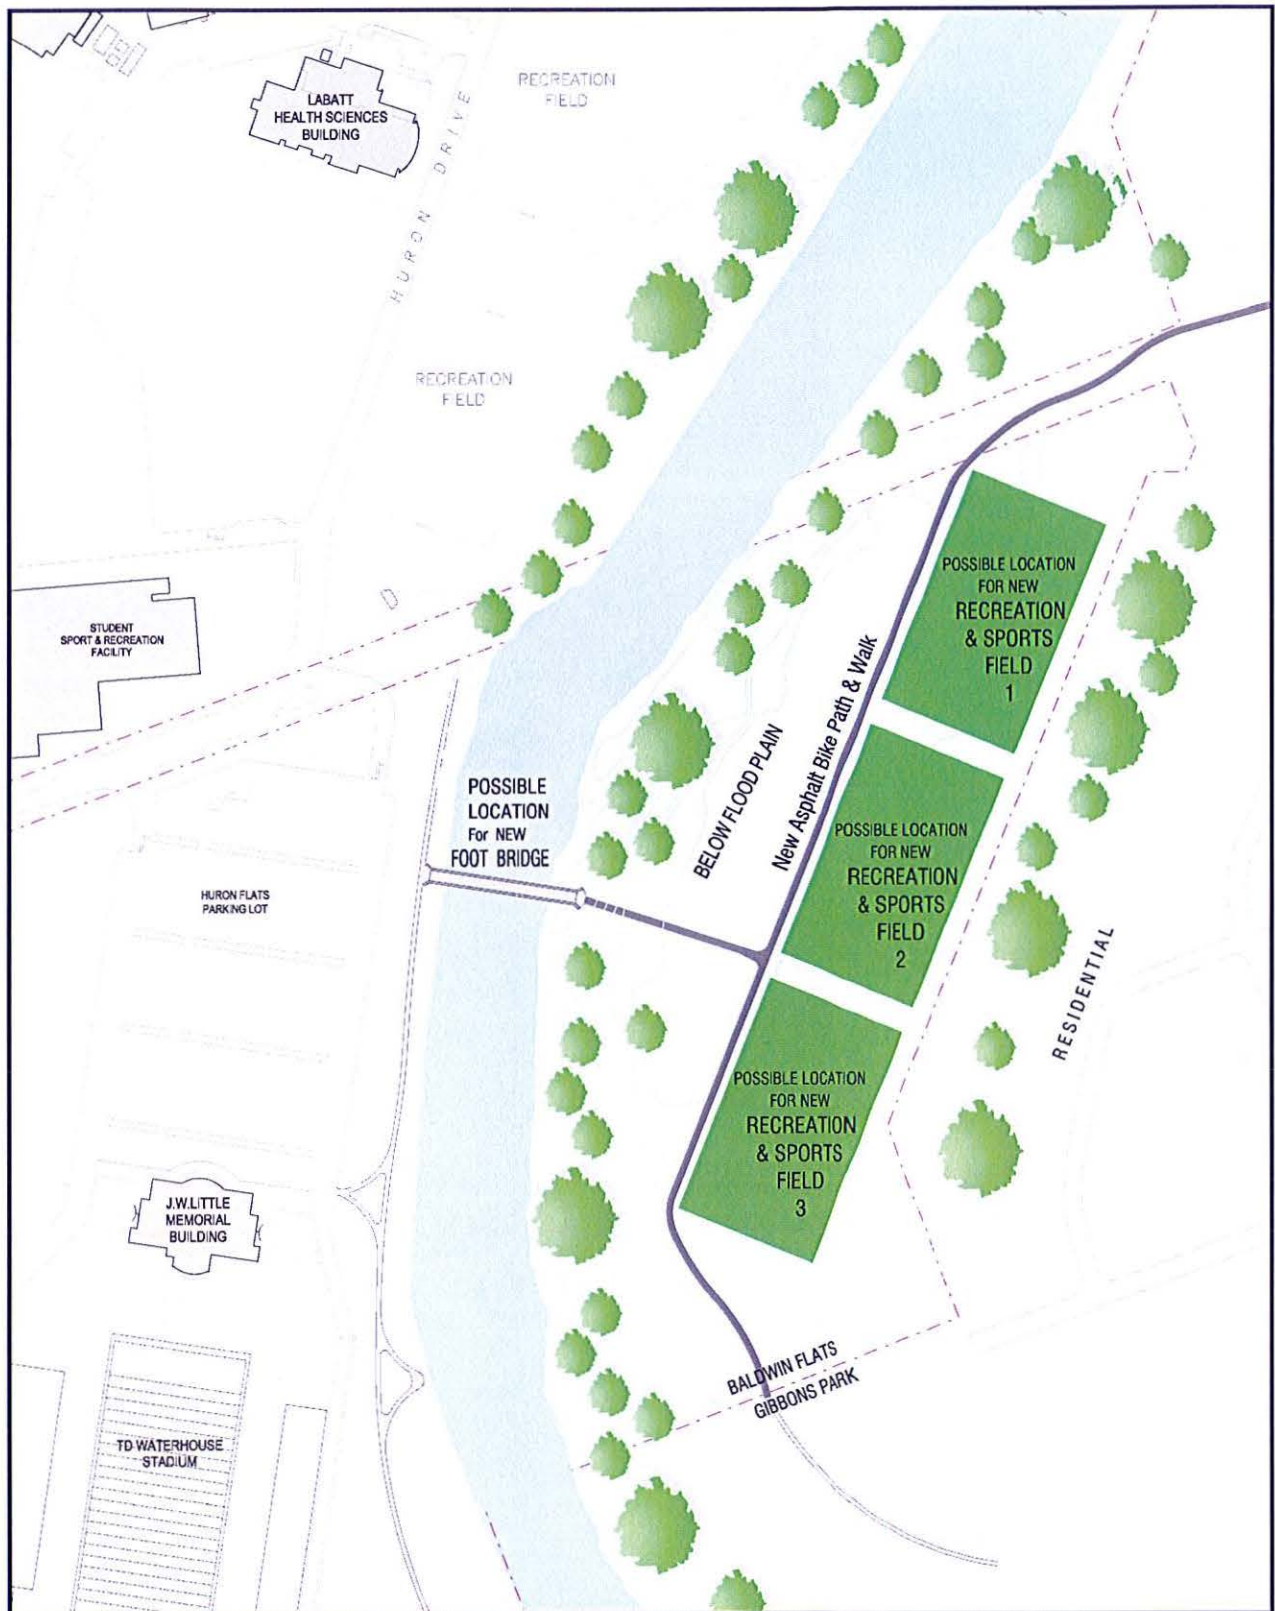 LABATT
HEALTH SCIENCES
BUILDING
RECREATION
FIELD
HURON DRIVE
RECREATION
FIELD
STUDENT
SPORT & RECREATION
FACILITY
POSSIBLE LOCATION
FOR NEW
RECREATION
& SPORTS
FIELD
1
New Asphalt Bike Path & Walk
BELOW FLOOD PLAIN
POSSIBLE
LOCATION
For NEW
FOOT BRIDGE
POSSIBLE LOCATION
FOR NEW
RECREATION
& SPORTS
FIELD
2
HURON FLATS
PARKING LOT
RESIDENTIAL
POSSIBLE LOCATION
FOR NEW
RECREATION
& SPORTS
FIELD
3
J.W.LITTLE
MEMORIAL
BUILDING
BALDWIN FLATS
GIBBONS PARK
TD WATERHOUSE
STADIUM